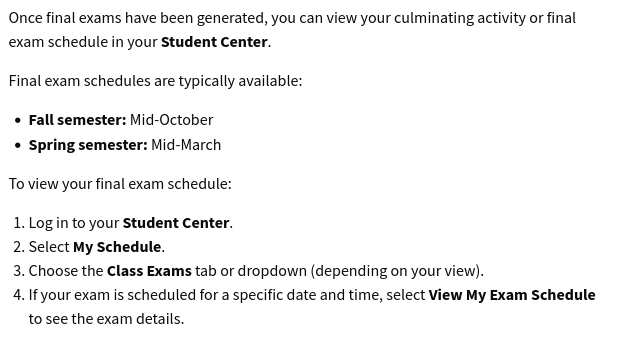 Once final exams have been generated, you can view your culminating activity or final
exam schedule in your Student Center.
Final exam schedules are typically available:
• Fall semester: Mid-October
• Spring semester: Mid-March
To view your final exam schedule:
1. Log in to your Student Center.
2. Select My Schedule.
3. Choose the Class Exams tab or dropdown (depending on your view).
4. If your exam is scheduled for a specific date and time, select View My Exam Schedule
to see the exam details.